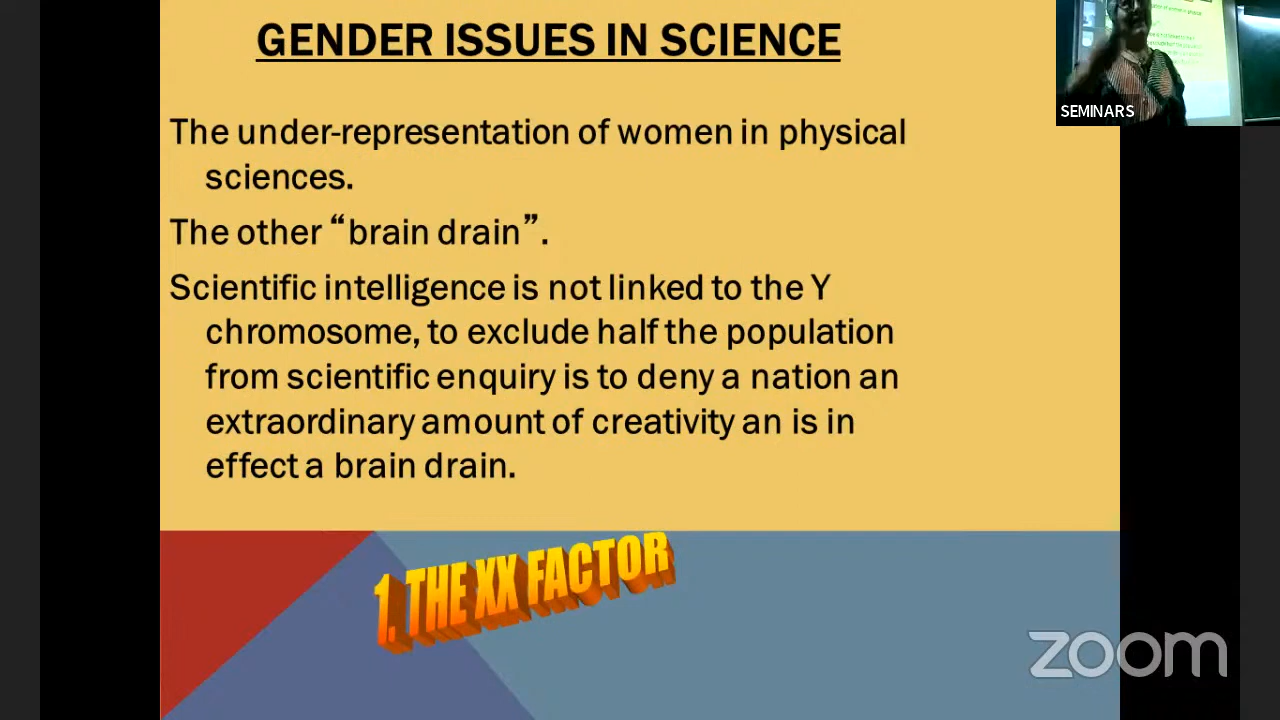 GENDER ISSUES IN SCIENCE
The under-representation of women in physical
sciences.
The other “brain drain”.
Scientific intelligence is not linked to the Y
chromosome, to exclude half the population
from scientific enquiry is to deny a nation an
extraordinary amount of creativity an is in
effect a brain drain.
1. THE XX FACTOR
SEMINARS
zoom